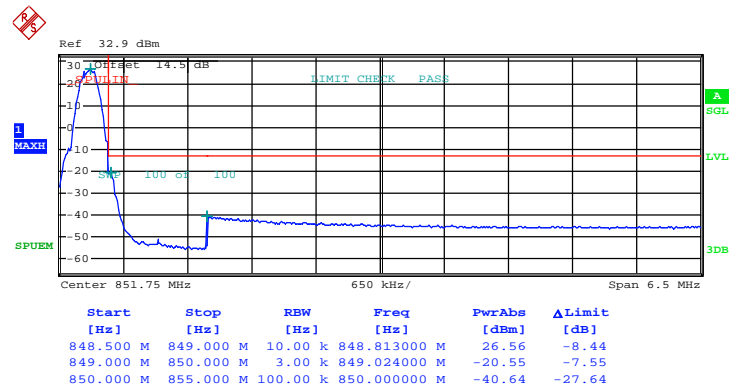 R S
Ref 32.9 dBm
30 Offset 14.5 dB
20 SPULIN LIMIT CHECK PASS
A
SGL
10
0
1
MAXH
-10
LVL
-20 SWP 100 of 100
-30
-40
-50
SPUEM
3DB
-60
Center 851.75 MHz 650 kHz/ Span 6.5 MHz
Start Stop RBW Freq PwrAbs ΔLimit
[Hz] [Hz] [Hz] [Hz] [dBm] [dB]
848.500 M 849.000 M 10.00 k 848.813000 M 26.56 -8.44
849.000 M 850.000 M 3.00 k 849.024000 M -20.55 -7.55
850.000 M 855.000 M 100.00 k 850.000000 M -40.64 -27.64